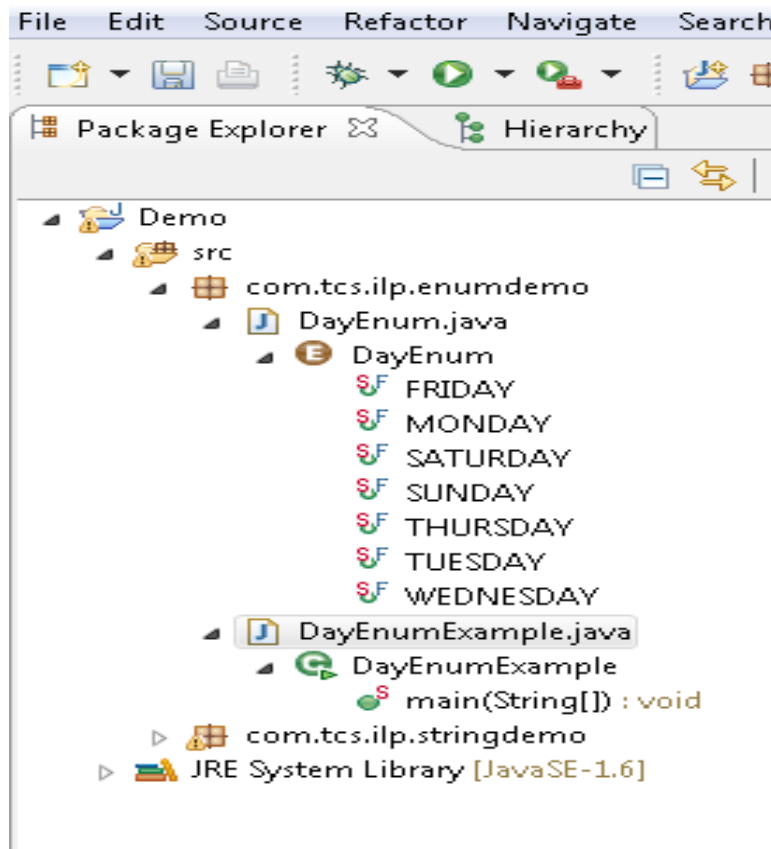 File Edit Source Refactor Navigate Search
Package Explorer Hierarchy
Demo
src
com.tcs.ilp.enumdemo
DayEnum.java
DayEnum
FRIDAY
MONDAY
SATURDAY
SUNDAY
THURSDAY
TUESDAY
WEDNESDAY
DayEnumExample.java
DayEnumExample
main(String[]) : void
com.tcs.ilp.stringdemo
JRE System Library [JavaSE-1.6]